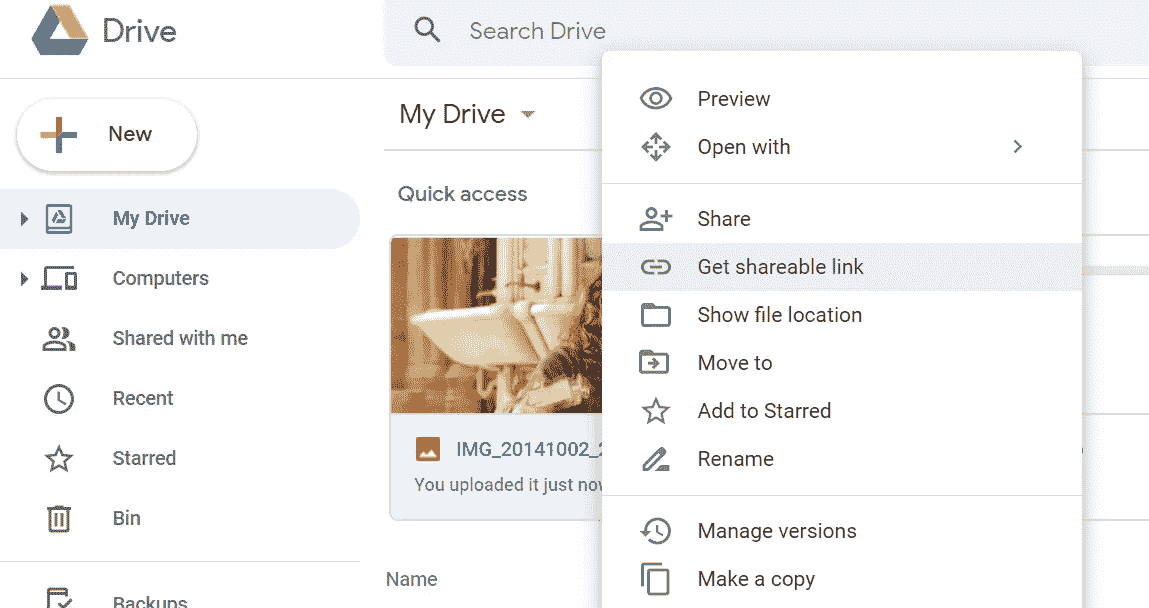 Drive
Search Drive
New
My Drive
Computers
Shared with me
Recent
Starred
Bin
Backups
My Drive
Quick access
IMG_20141002_2
You uploaded it just now
Name
Preview
Open with
Share
Get shareable link
Show file location
Move to
Add to Starred
Rename
Manage versions
Make a copy